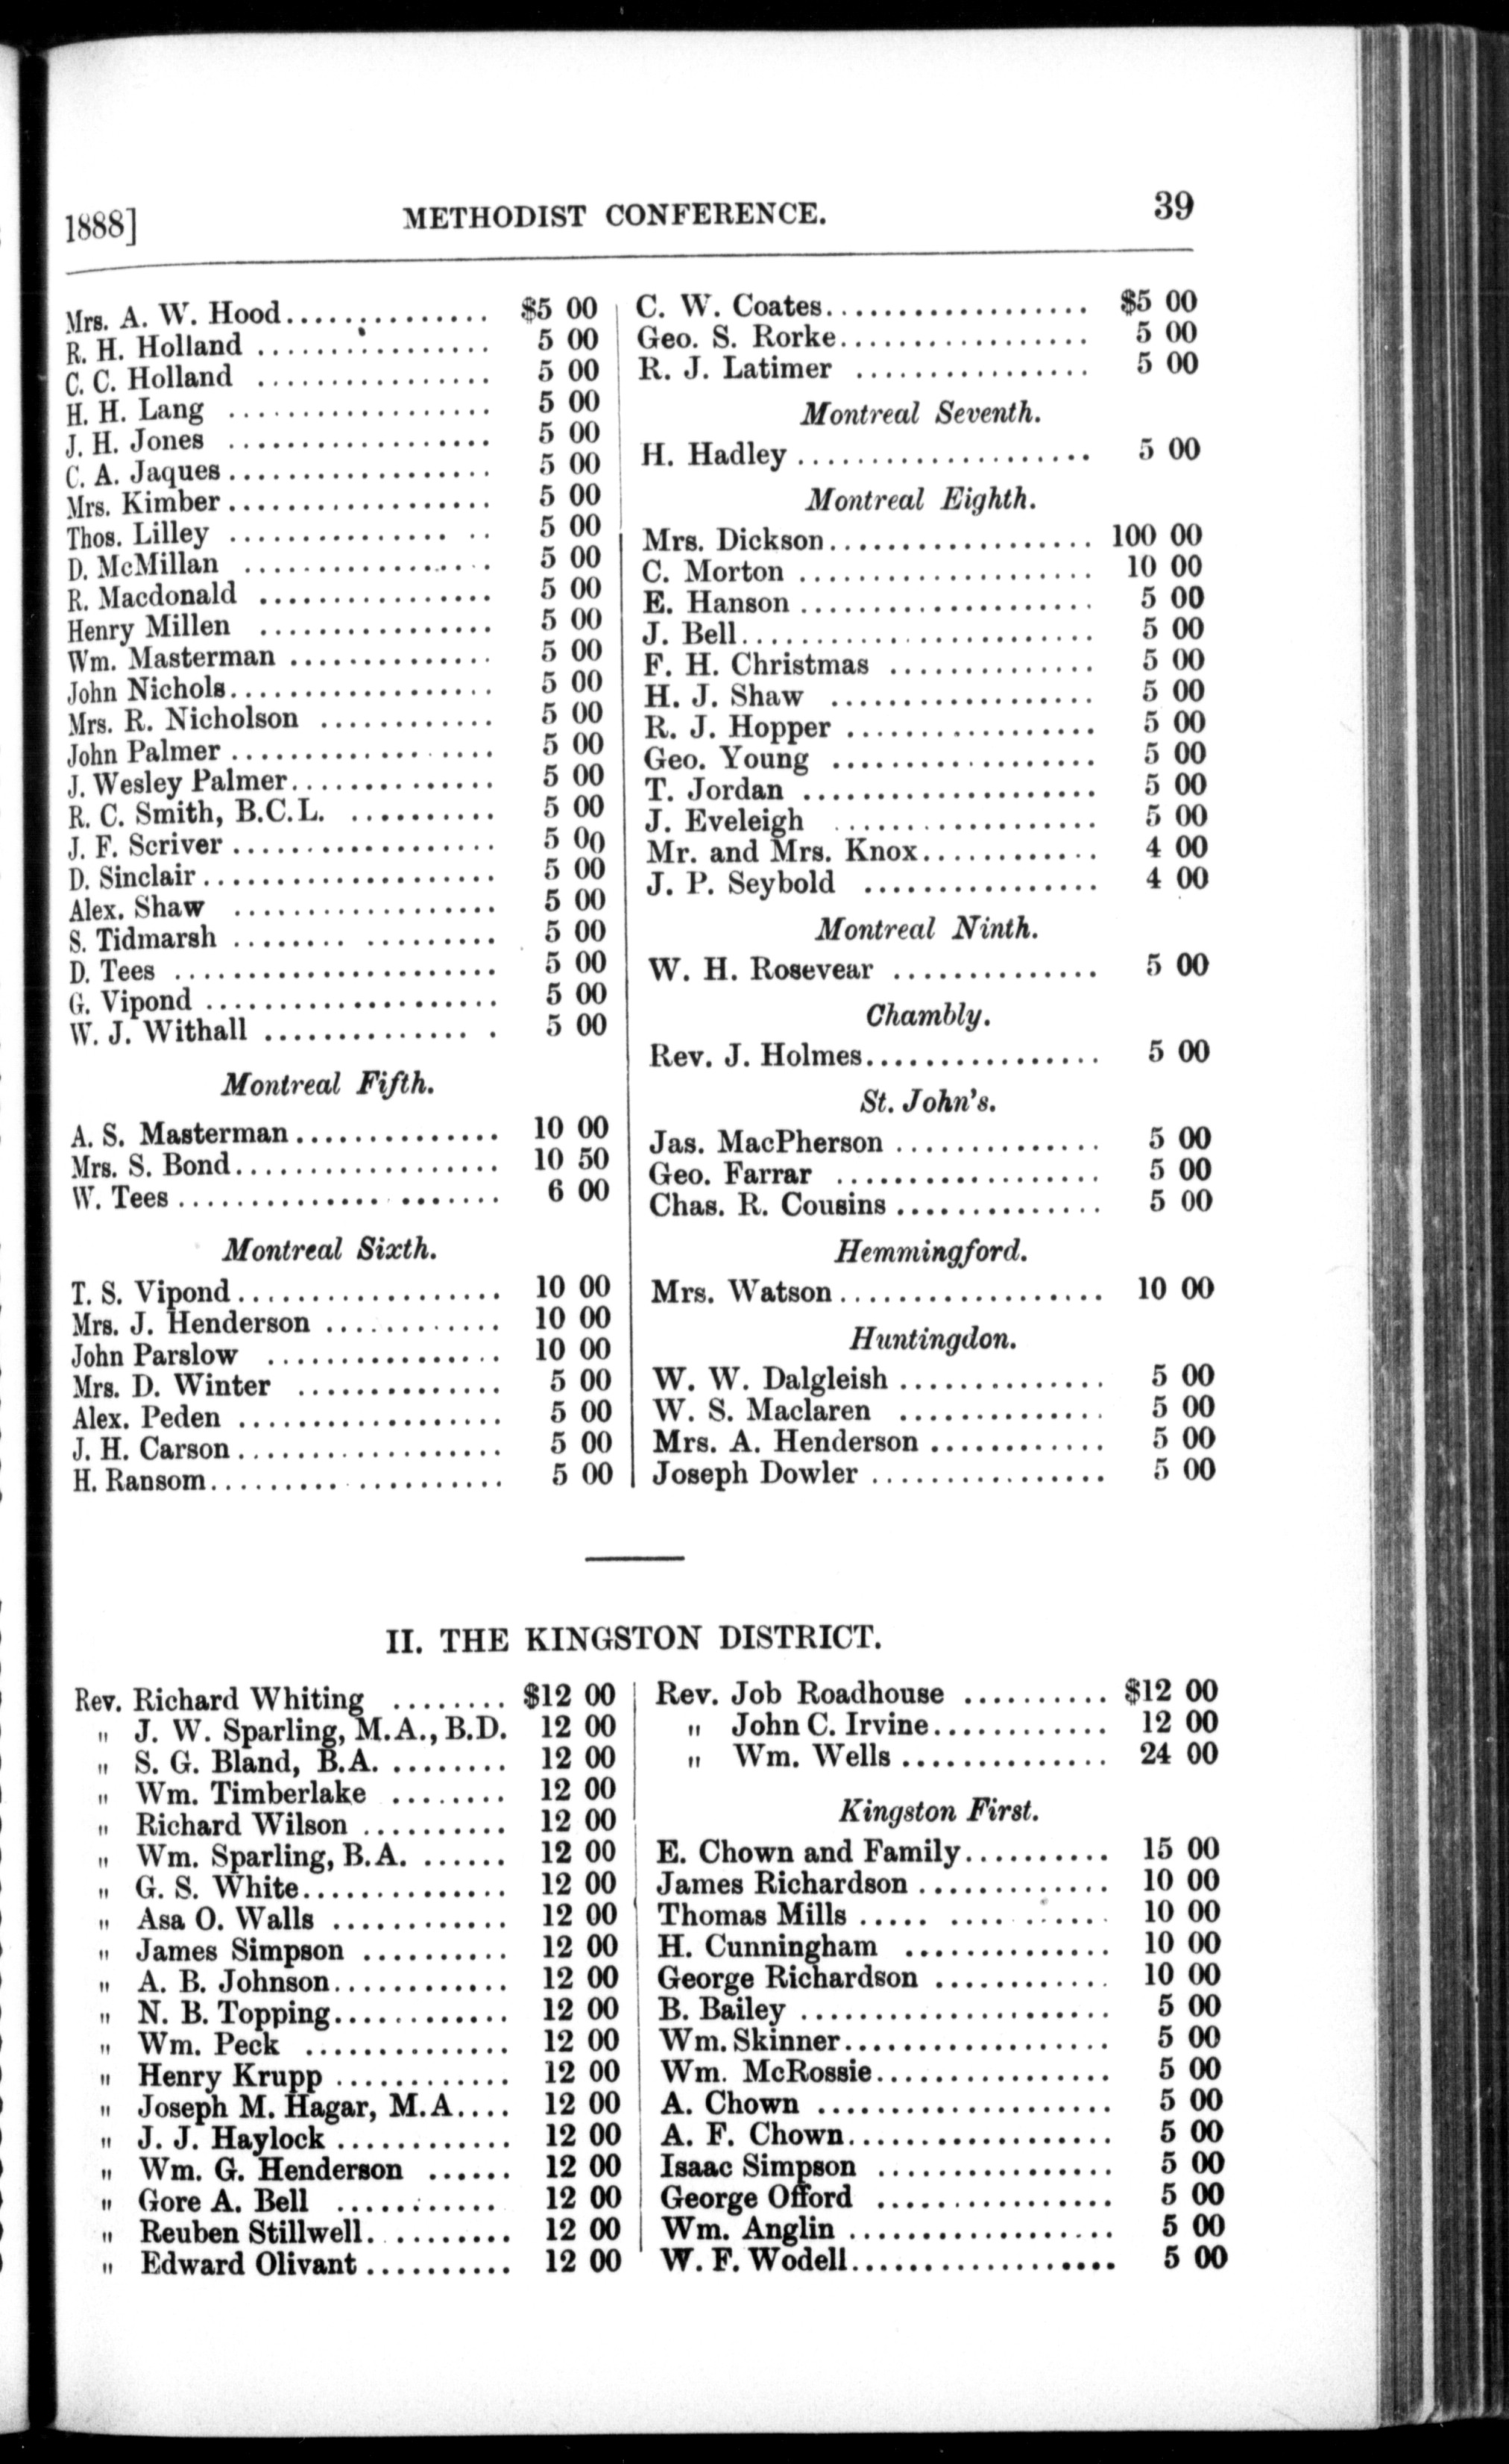 1888] METHODIST CONFERENCE. 39
Mrs. A. W. Hood.............. $5 00
R. H. Holland ................ 5 00
C. C. Holland ................ 5 00
H. H. Lang .................. 5 00
J. H. Jones .................. 5 00
C. A. Jaques .................. 5 00
Mrs. Kimber .................. 5 00
Thos. Lilley .................. 5 00
D. McMillan ................. 5 00
R. Macdonald ................ 5 00
Henry Millen ................ 5 00
Wm. Masterman .............. 5 00
John Nichols.................. 5 00
Mrs. R. Nicholson ............ 5 00
John Palmer .................. 5 00
J. Wesley Palmer.............. 5 00
R. C. Smith, B.C.L. .......... 5 00
J. F. Scriver .................. 5 00
D. Sinclair .................... 5 00
Alex. Shaw .................. 5 00
S. Tidmarsh .................. 5 00
D. Tees ...................... 5 00
G. Vipond .................... 5 00
W. J. Withall ................ 5 00
Montreal Fifth.
A. S. Masterman .............. 10 00
Mrs. S. Bond.................. 10 50
W. Tees ...................... 6 00
Montreal Sixth.
T. S. Vipond .................. 10 00
Mrs. J. Henderson ............ 10 00
John Parslow ................ 10 00
Mrs. D. Winter .............. 5 00
Alex. Peden .................. 5 00
J. H. Carson .................. 5 00
H. Ransom.................... 5 00
C. W. Coates.................. $5 00
Geo. S. Rorke................. 5 00
R. J. Latimer ................ 5 00
Montreal Seventh.
H. Hadley .................... 5 00
Montreal Eighth.
Mrs. Dickson.................. 100 00
C. Morton .................... 10 00
E. Hanson .................... 5 00
J. Bell........................ 5 00
F. H. Christmas .............. 5 00
H. J. Shaw .................. 5 00
R. J. Hopper ................. 5 00
Geo. Young .................. 5 00
T. Jordan .................... 5 00
J. Eveleigh .................. 5 00
Mr. and Mrs. Knox............ 4 00
J. P. Seybold ................ 4 00
Montreal Ninth.
W. H. Rosevear .............. 5 00
Chambly.
Rev. J. Holmes................ 5 00
St. John's.
Jas. MacPherson .............. 5 00
Geo. Farrar .................. 5 00
Chas. R. Cousins .............. 5 00
Hemmingford.
Mrs. Watson .................. 10 00
Huntingdon.
W. W. Dalgleish .............. 5 00
W. S. Maclaren .............. 5 00
Mrs. A. Henderson ............ 5 00
Joseph Dowler ................ 5 00
II. THE KINGSTON DISTRICT.
Rev. Richard Whiting ........ $12 00
" J. W. Sparling, M.A., B.D. 12 00
" S. G. Bland, B.A. ........ 12 00
" Wm. Timberlake ........ 12 00
" Richard Wilson .......... 12 00
" Wm. Sparling, B.A. ...... 12 00
" G. S. White.............. 12 00
" Asa O. Walls ............ 12 00
" James Simpson .......... 12 00
" A. B. Johnson............ 12 00
" N. B. Topping............ 12 00
" Wm. Peck .............. 12 00
" Henry Krupp ............ 12 00
" Joseph M. Hagar, M.A.... 12 00
" J. J. Haylock ............ 12 00
" Wm. G. Henderson ...... 12 00
" Gore A. Bell ........... 12 00
" Reuben Stillwell.......... 12 00
" Edward Olivant .......... 12 00
Rev. Job Roadhouse .......... $12 00
" John C. Irvine............ 12 00
" Wm. Wells .............. 24 00
Kingston First.
E. Chown and Family.......... 15 00
James Richardson ............. 10 00
Thomas Mills ................ 10 00
H. Cunningham .............. 10 00
George Richardson ............ 10 00
B. Bailey ..................... 5 00
Wm. Skinner.................. 5 00
Wm. McRossie................ 5 00
A. Chown .................... 5 00
A. F. Chown.................. 5 00
Isaac Simpson ................ 5 00
George Offord ................ 5 00
Wm. Anglin .................. 5 00
W. F. Wodell.................. 5 00